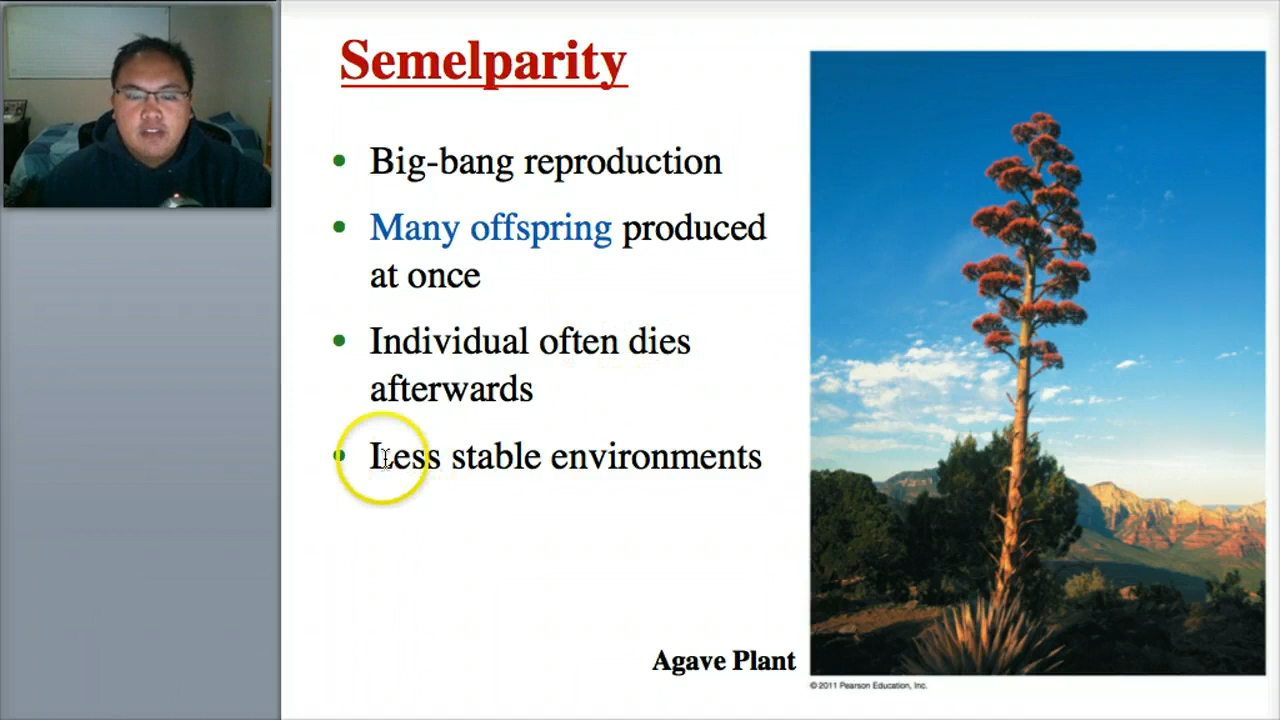 Semelparity
Big-bang reproduction
Many offspring produced
at once
Individual often dies
afterwards
Less stable environments
Agave Plant
© 2011 Pearson Education, Inc.